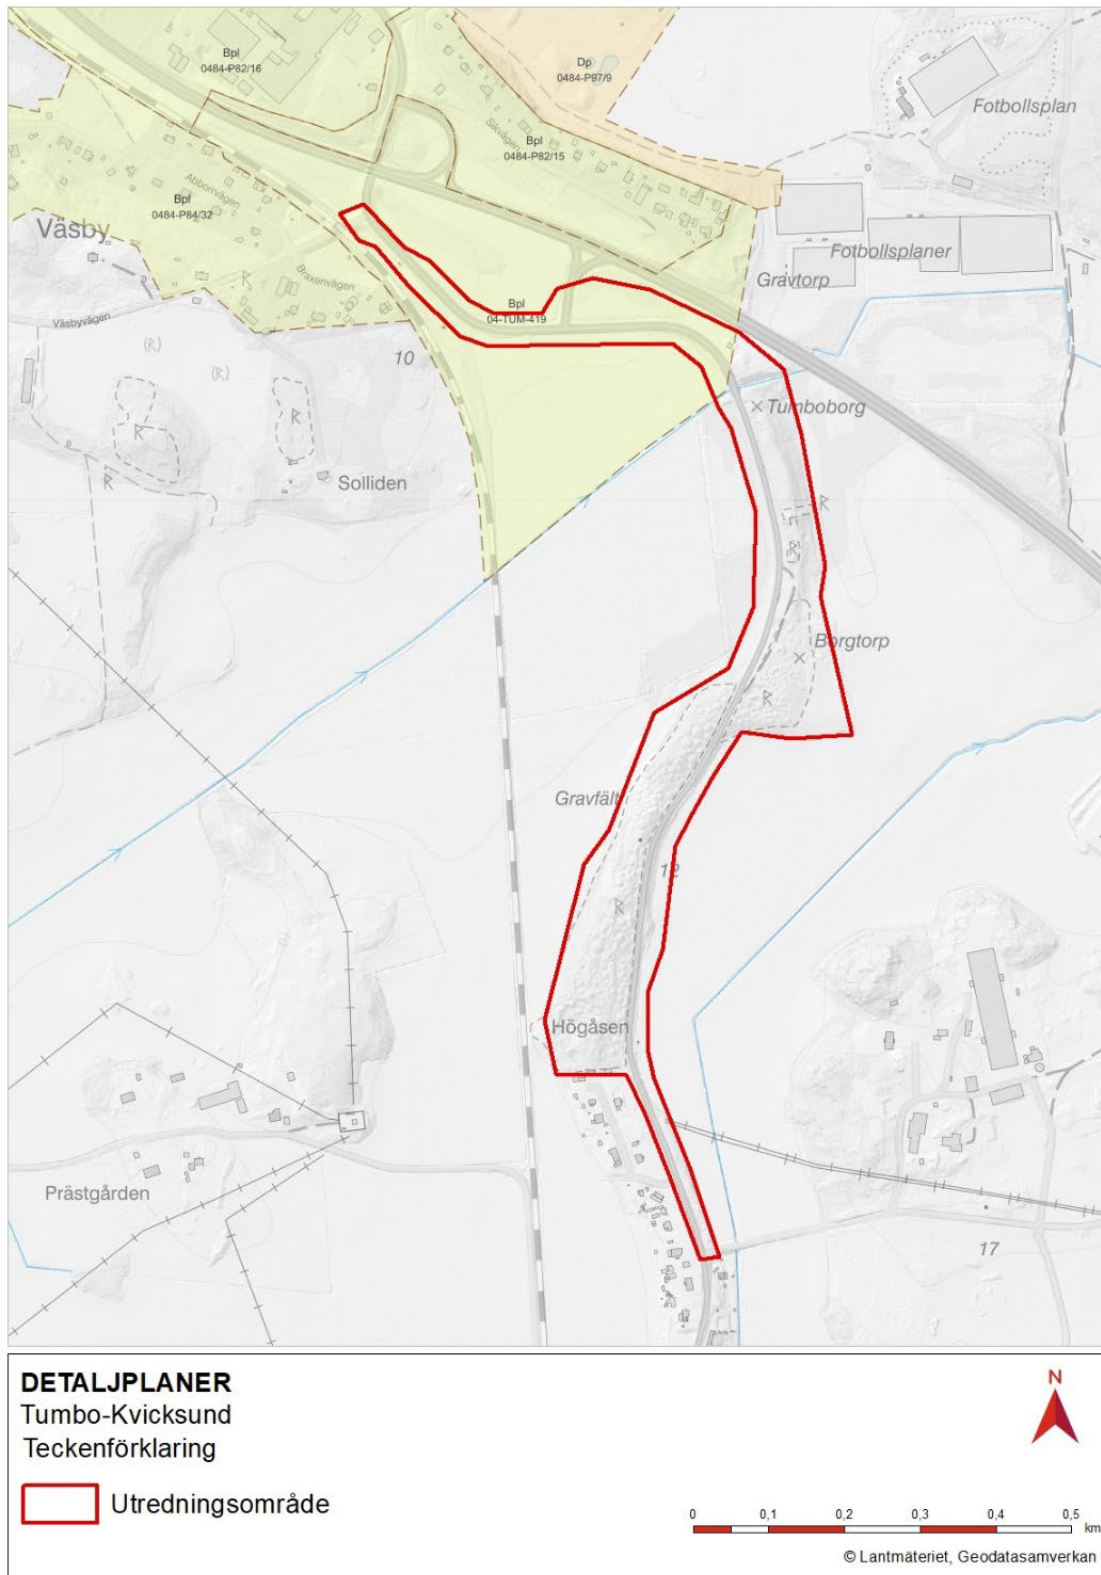 Bpl
0484-P82/16
Dp
0484-P97/9
Fotbollsplan
Sikvägen
Bpl
0484-P82/15
Abborrvägen
Bpl
0484-P84/32
Väsby
Fotbollsplaner
Gravtorp
Braxenvägen
Bpl
04-TUM-419
Väsbyvägen
(R)
(R)
10
R
R
R
R
Tumboborg
Solliden
R
R
R
Borgtorp
R
Gravfält
12
R
Högåsen
Prästgården
17
DETALJPLANER
Tumbo-Kvicksund
Teckenförklaring
Utredningsområde
N
0 0,1 0,2 0,3 0,4 0,5
km
© Lantmäteriet, Geodatasamverkan